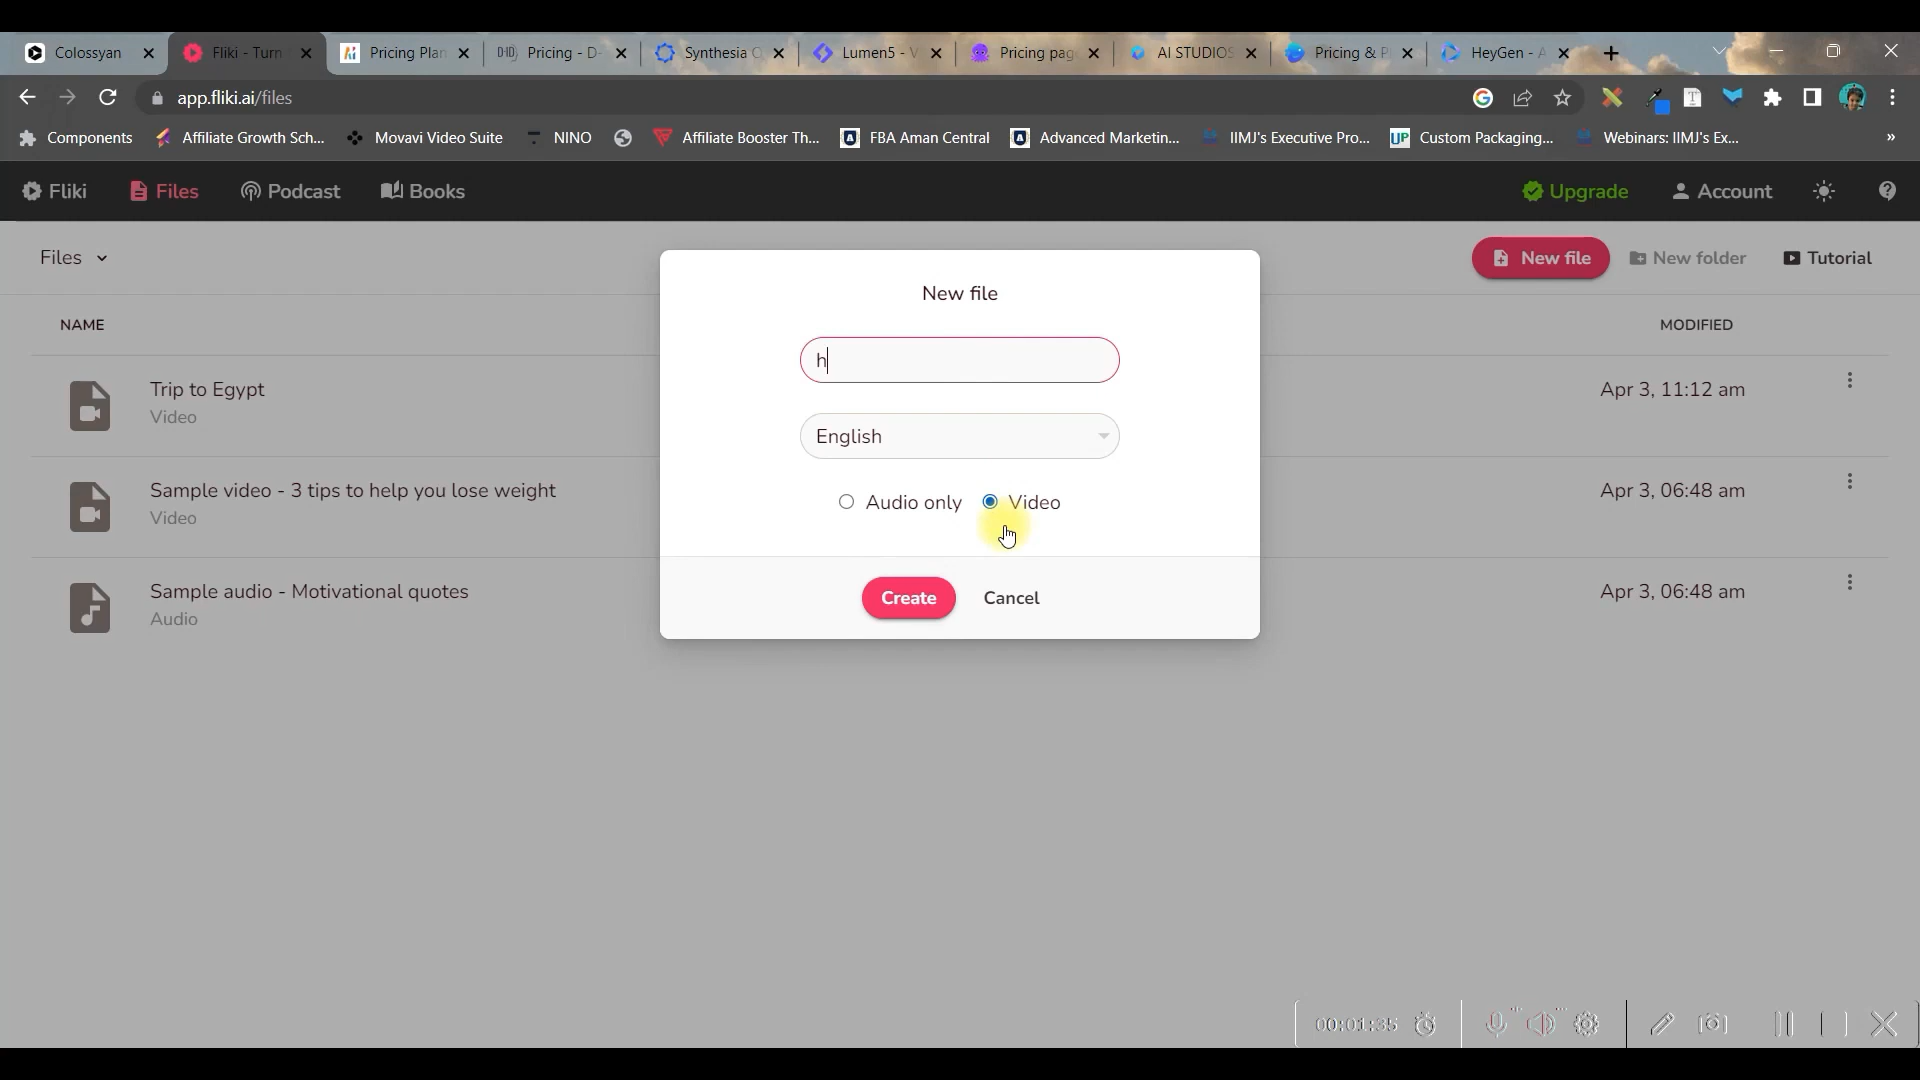 Colossyan
Fliki - Turn
Pricing Plan
Pricing - D-
Synthesia
Lumen5 - V
Pricing pag
AI STUDIOS
Pricing & P
HeyGen - A
app.fliki.ai/files
Components
Affiliate Growth Sch...
Movavi Video Suite
NINO
Affiliate Booster Th...
FBA Aman Central
Advanced Marketin...
IIMJ's Executive Pro...
UP
Custom Packaging...
Webinars: IIMJ's Ex...
»
Fliki
Files
Podcast
Books
Upgrade
Account
Files
New file
New folder
Tutorial
NAME
MODIFIED
Trip to Egypt
Video
Apr 3, 11:12 am
Sample video - 3 tips to help you lose weight
Video
Apr 3, 06:48 am
Sample audio - Motivational quotes
Audio
Apr 3, 06:48 am
New file
h
English
Audio only
Video
Create
Cancel
00:01:35